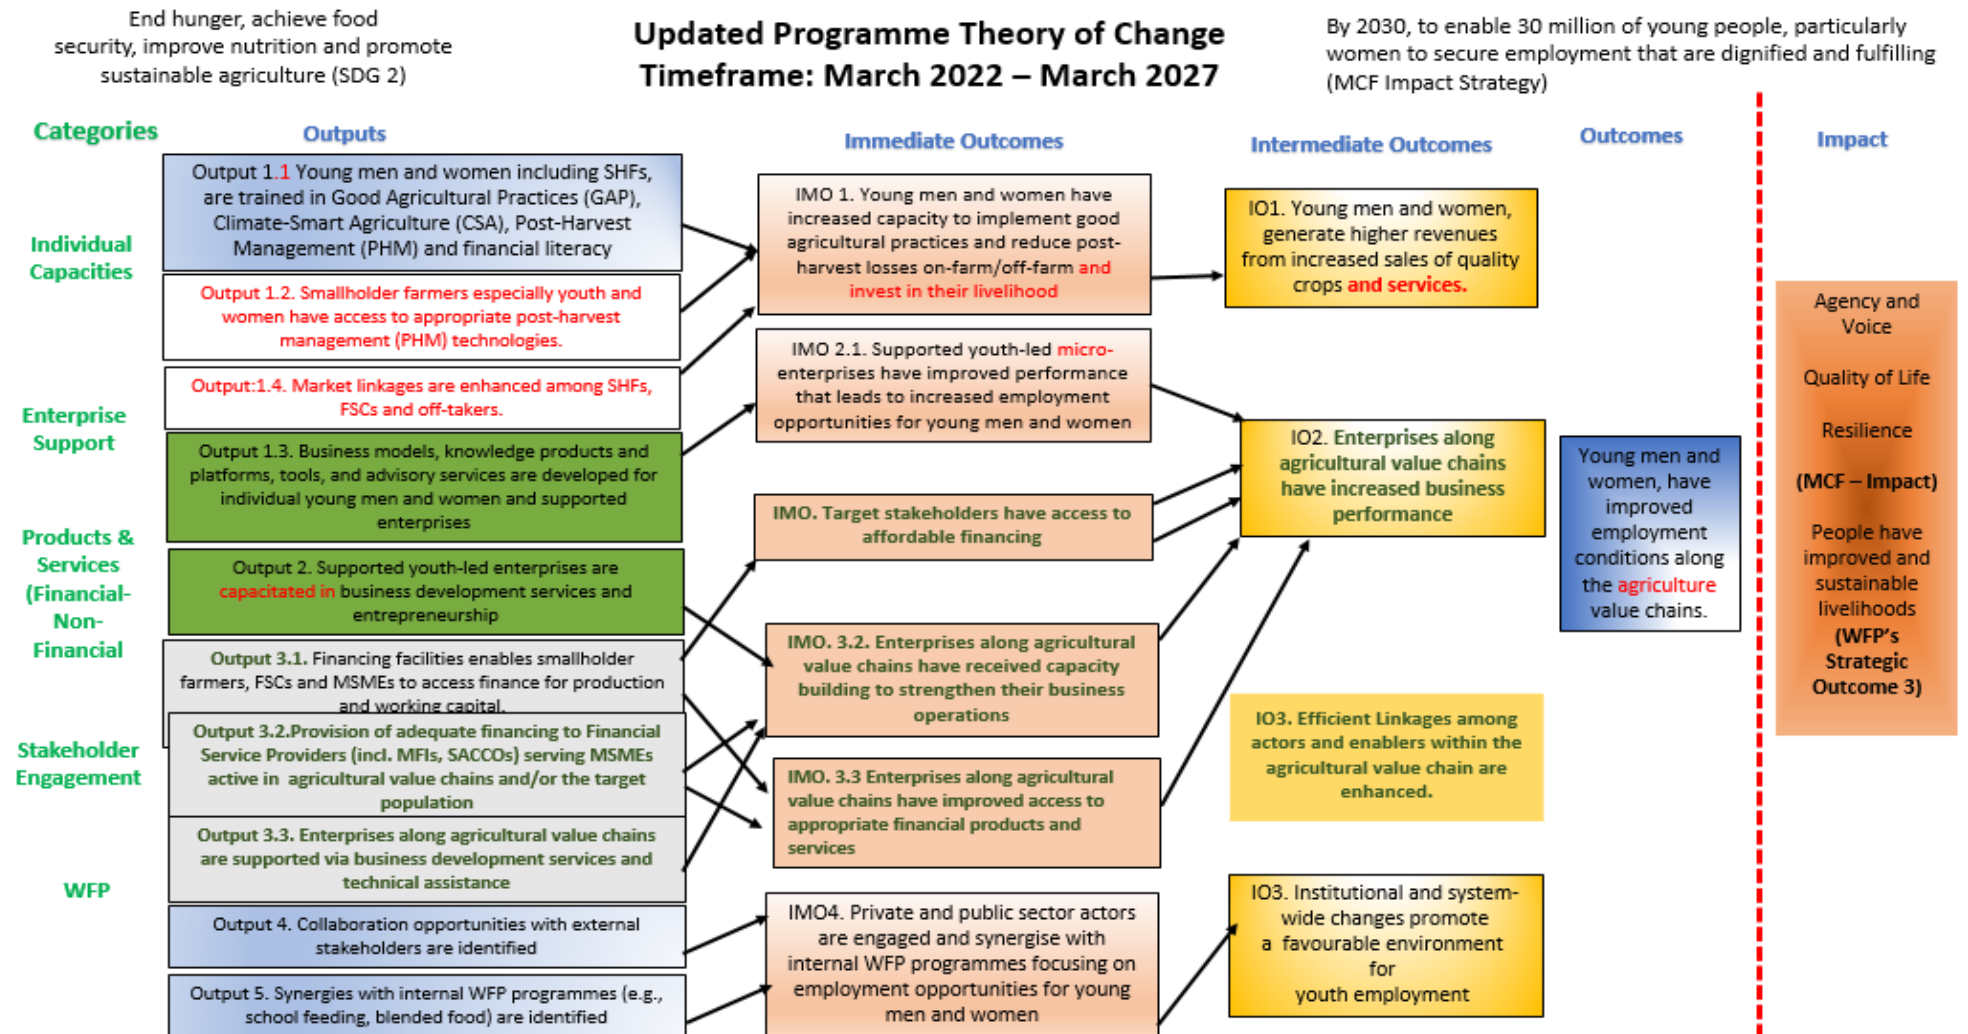 End hunger, achieve food
security, improve nutrition and promote
sustainable agriculture (SDG 2)
Updated Programme Theory of Change
Timeframe: March 2022 – March 2027
By 2030, to enable 30 million of young people, particularly
women to secure employment that are dignified and fulfilling
(MCF Impact Strategy)
Categories
Outputs
Immediate Outcomes
Intermediate Outcomes
Outcomes
Impact
Individual
Capacities
Enterprise
Support
Products &
Services
(Financial-
Non-
Financial
Stakeholder
Engagement
WFP
Output 1.1 Young men and women including SHFs,
are trained in Good Agricultural Practices (GAP),
Climate-Smart Agriculture (CSA), Post-Harvest
Management (PHM) and financial literacy
Output 1.2. Smallholder farmers especially youth and
women have access to appropriate post-harvest
management (PHM) technologies.
Output:1.4. Market linkages are enhanced among SHFs,
FSCs and off-takers.
Output 1.3. Business models, knowledge products and
platforms, tools, and advisory services are developed for
individual young men and women and supported
enterprises
Output 2. Supported youth-led enterprises are
capacitated in business development services and
entrepreneurship
Output 3.1. Financing facilities enables smallholder
farmers, FSCs and MSMEs to access finance for production
and working capital.
Output 3.2.Provision of adequate financing to Financial
Service Providers (incl. MFIs, SACCOs) serving MSMEs
active in agricultural value chains and/or the target
population
Output 3.3. Enterprises along agricultural value chains
are supported via business development services and
technical assistance
Output 4. Collaboration opportunities with external
stakeholders are identified
Output 5. Synergies with internal WFP programmes (e.g.,
school feeding, blended food) are identified
IMO 1. Young men and women have
increased capacity to implement good
agricultural practices and reduce post-
harvest losses on-farm/off-farm and
invest in their livelihood
IMO 2.1. Supported youth-led micro-
enterprises have improved performance
that leads to increased employment
opportunities for young men and women
IMO. Target stakeholders have access to
affordable financing
IMO. 3.2. Enterprises along agricultural
value chains have received capacity
building to strengthen their business
operations
IMO. 3.3 Enterprises along agricultural
value chains have improved access to
appropriate financial products and
services
IMO4. Private and public sector actors
are engaged and synergise with
internal WFP programmes focusing on
employment opportunities for young
men and women
IO1. Young men and women,
generate higher revenues
from increased sales of quality
crops and services.
IO2. Enterprises along
agricultural value chains
have increased business
performance
IO3. Efficient Linkages among
actors and enablers within the
agricultural value chain are
enhanced.
IO3. Institutional and system-
wide changes promote
a favourable environment
for
youth employment
Young men and
women, have
improved
employment
conditions along
the agriculture
value chains.
Agency and
Voice
Quality of Life
Resilience
(MCF – Impact)
People have
improved and
sustainable
livelihoods
(WFP's
Strategic
Outcome 3)